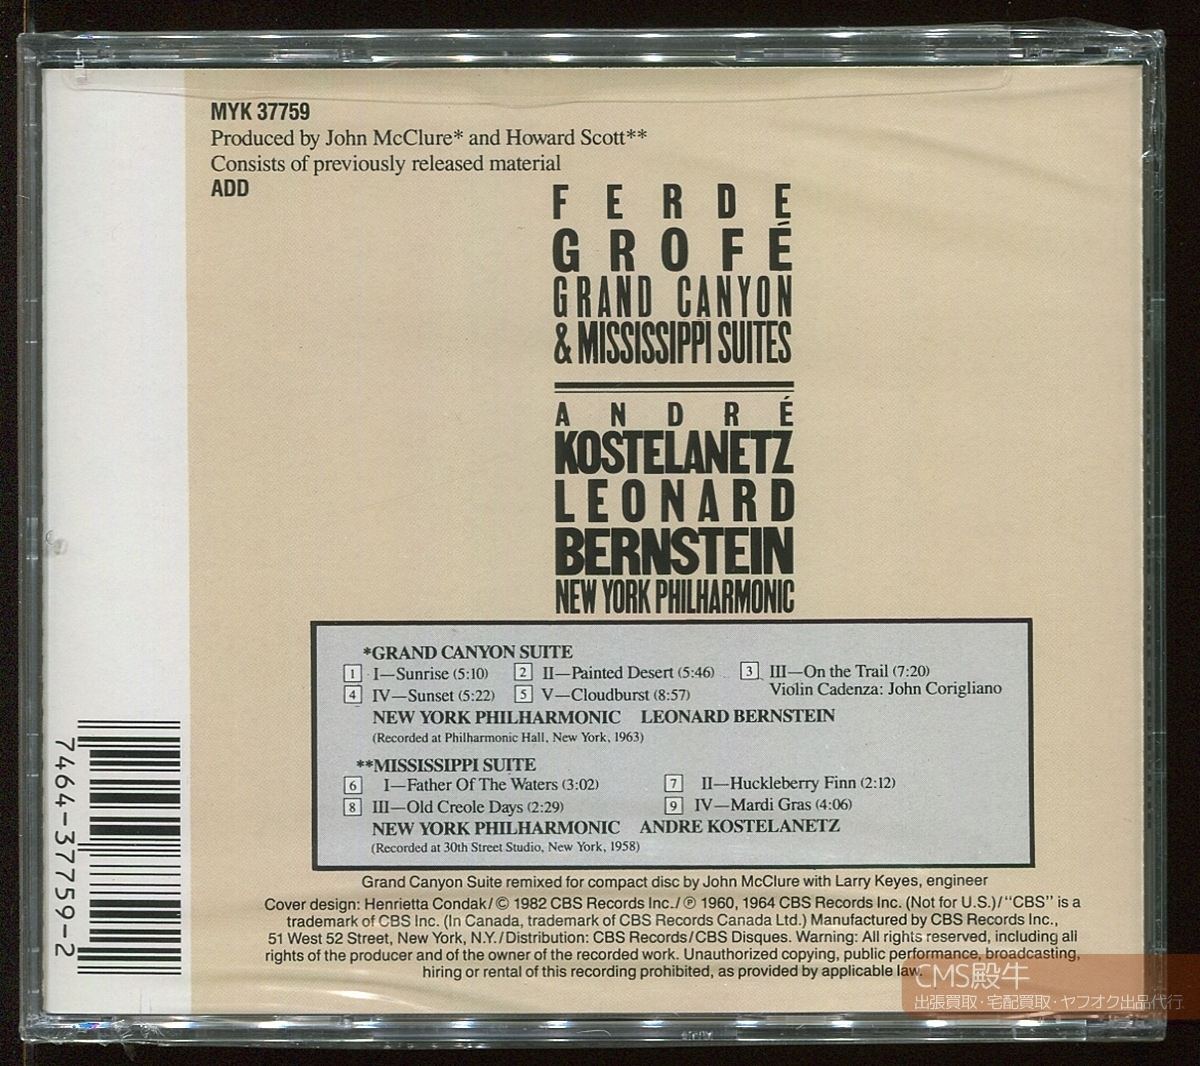 MYK 37759
Produced by John McClure* and Howard Scott**
Consists of previously released material
ADD
FERDE
GROFÉ
GRAND CANYON
& MISSISSIPPI SUITES
ANDRÉ
KOSTELANETZ
LEONARD
BERNSTEIN
NEW YORK PHILHARMONIC
*GRAND CANYON SUITE
1 I—Sunrise (5:10) 2 II—Painted Desert (5:46) 3 III—On the Trail (7:20)
Violin Cadenza: John Corigliano
4 IV—Sunset (5:22) 5 V—Cloudburst (8:57)
NEW YORK PHILHARMONIC LEONARD BERNSTEIN
(Recorded at Philharmonic Hall, New York, 1963)
**MISSISSIPPI SUITE
6 I—Father Of The Waters (3:02) 7 II—Huckleberry Finn (2:12)
8 III—Old Creole Days (2:29) 9 IV—Mardi Gras (4:06)
NEW YORK PHILHARMONIC ANDRE KOSTELANETZ
(Recorded at 30th Street Studio, New York, 1958)
Grand Canyon Suite remixed for compact disc by John McClure with Larry Keyes, engineer
Cover design: Henrietta Condak/© 1982 CBS Records Inc./℗ 1960, 1964 CBS Records Inc. (Not for U.S.)/"CBS" is a
trademark of CBS Inc. (In Canada, trademark of CBS Records Canada Ltd.) Manufactured by CBS Records Inc.,
51 West 52 Street, New York, N.Y./Distribution: CBS Records/CBS Disques. Warning: All rights reserved, including all
rights of the producer and of the owner of the recorded work. Unauthorized copying, public performance, broadcasting,
hiring or rental of this recording prohibited, as provided by applicable law.
7464-37759-2
CMS殿牛
出張買取・宅配買取・ヤフオク出品代行